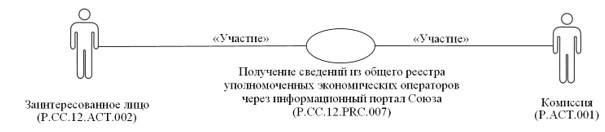 «Участие» «Участие»
Получение сведений из общего реестра
уполномоченных экономических операторов
через информационный портал Союза
(P.CC.12.PRC.007)
Заинтересованное лицо
(P.CC.12.ACT.002)
Комиссия
(P.ACT.001)